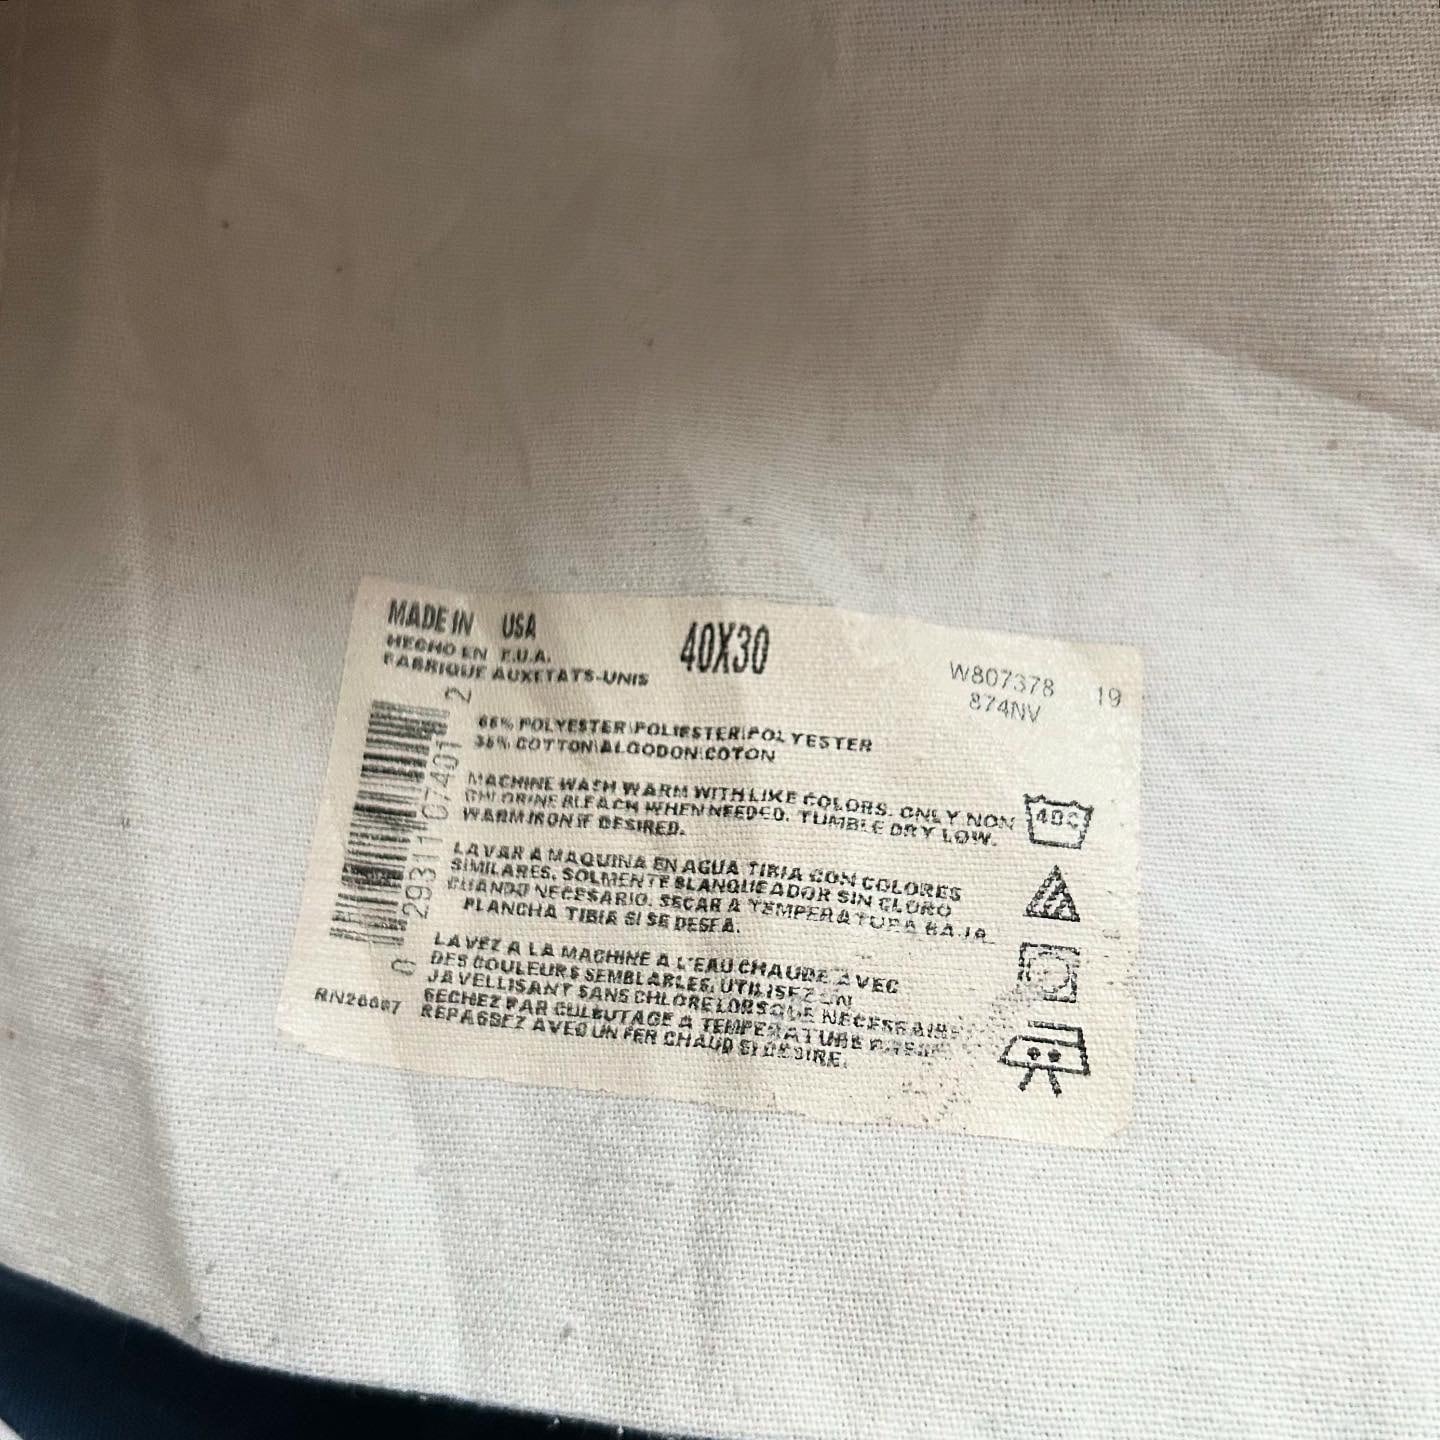 MADE IN USA
HECHO EN E.U.A.
FABRIQUE AUXETATS-UNIS
40X30
W807378 19
874NV
65% POLYESTER\POLIESTER\POLYESTER
35% COTTON\ALGODON\COTON
MACHINE WASH WARM WITH LIKE COLORS. ONLY NON
CHLORINE BLEACH WHEN NEEDED. TUMBLE DRY LOW.
WARM IRON IF DESIRED.
40C
LAVAR A MAQUINA EN AGUA TIBIA CON COLORES
SIMILARES. SOLMENTE BLANQUEADOR SIN CLORO
CUANDO NECESARIO. SECAR A TEMPERATURA BAJA
PLANCHA TIBIA SI SE DESEA.
LAVEZ A LA MACHINE A L'EAU CHAUDE AVEC
DES COULEURS SEMBLABLES. UTILISEZ UN
JAVELLISANT SANS CHLORE LORSQUE NECESSAIRE
SECHEZ PAR CULBUTAGE A TEMPERATURE
REPASSEZ AVEC UN FER CHAUD SI DESIRE.
0 29311 07401 2